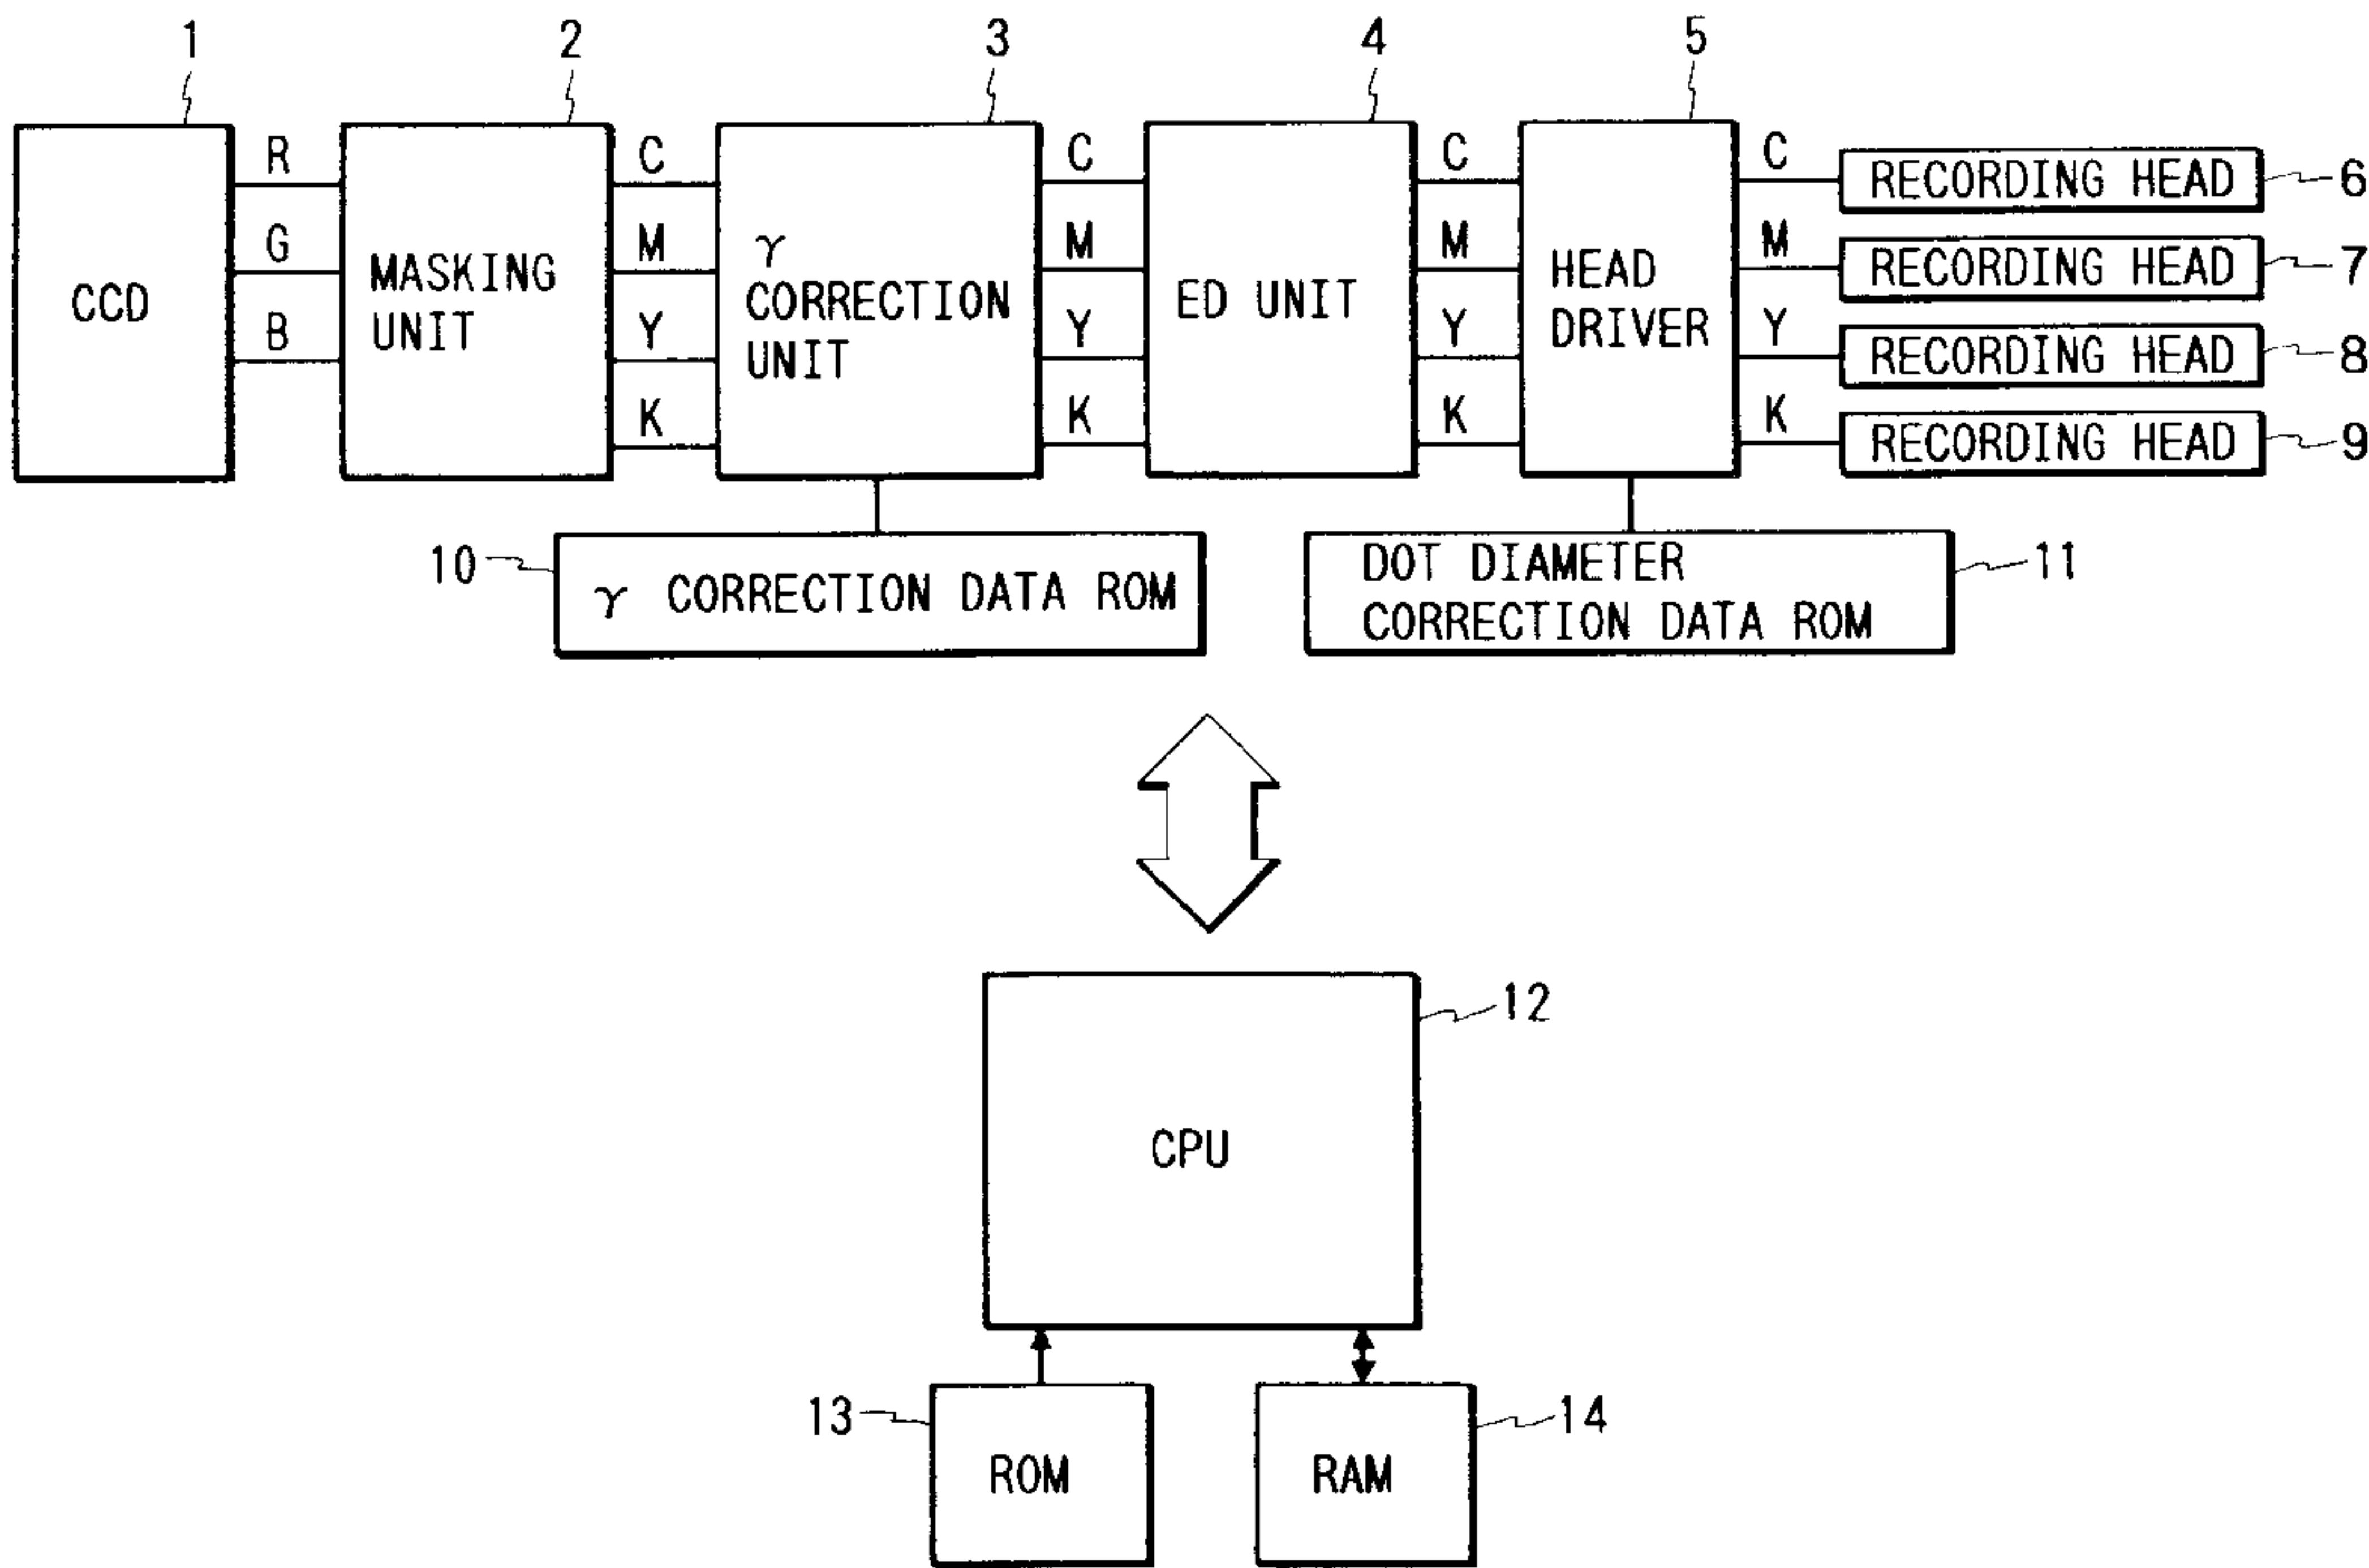 1 2 3 4 5
R C C C C
RECORDING HEAD 6
G M M M M
RECORDING HEAD 7
B Y Y Y Y
RECORDING HEAD 8
K K K K
RECORDING HEAD 9
CCD
MASKING
UNIT
γ
CORRECTION
UNIT
ED UNIT
HEAD
DRIVER
10
γ CORRECTION DATA ROM
DOT DIAMETER
CORRECTION DATA ROM
11
CPU
12
13
ROM
RAM
14